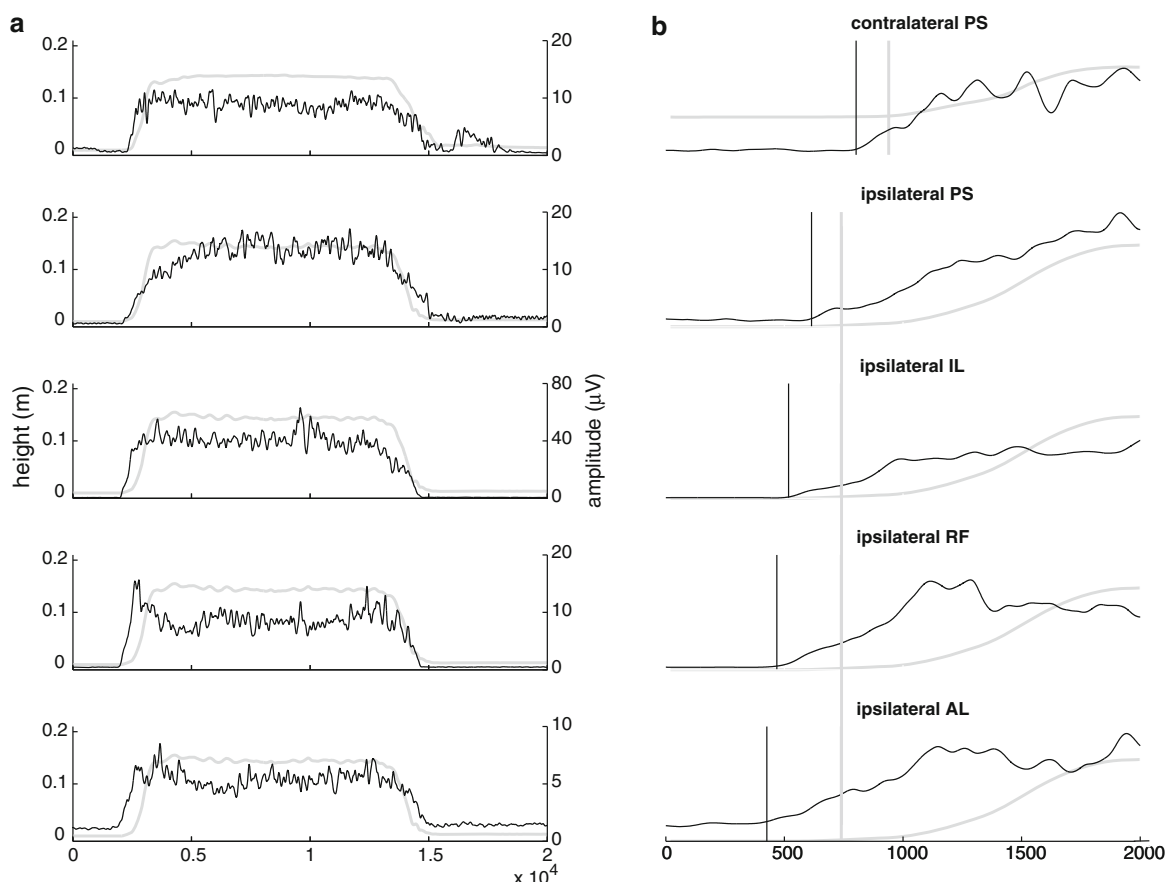 a
b
contralateral PS
0.2
0.1
0
20
10
0
ipsilateral PS
0.2
0.1
0
20
10
0
ipsilateral IL
height (m)
0.2
0.1
0
80
40
0
amplitude (μV)
ipsilateral RF
0.2
0.1
0
20
10
0
ipsilateral AL
0.2
0.1
0
10
5
0
0 0.5 1.0 1.5 2
x 10⁴
0 500 1000 1500 2000